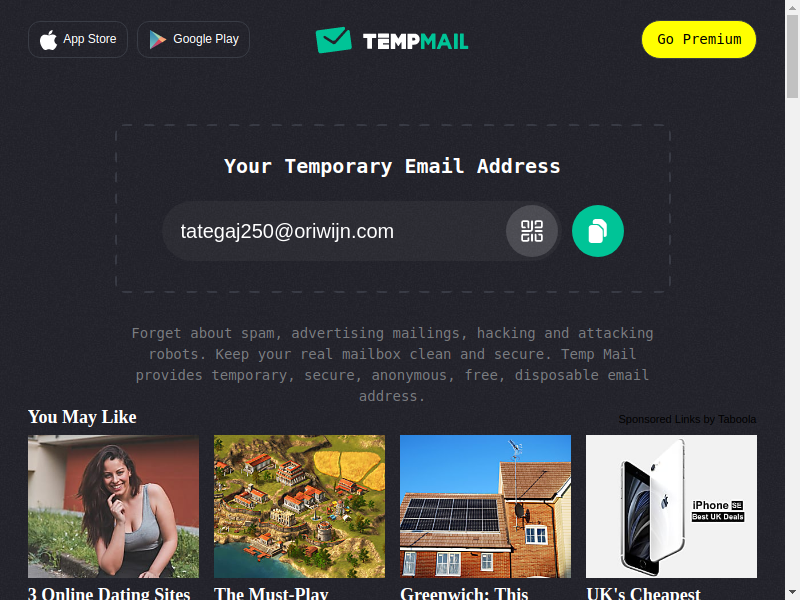 App Store
Google Play
TEMPMAIL
Go Premium
Your Temporary Email Address
tategaj250@oriwijn.com
Forget about spam, advertising mailings, hacking and attacking
robots. Keep your real mailbox clean and secure. Temp Mail
provides temporary, secure, anonymous, free, disposable email
address.
You May Like
Sponsored Links by Taboola
iPhone SE
Best UK Deals
3 Online Dating Sites
The Must-Play
Greenwich: This
UK's Cheapest